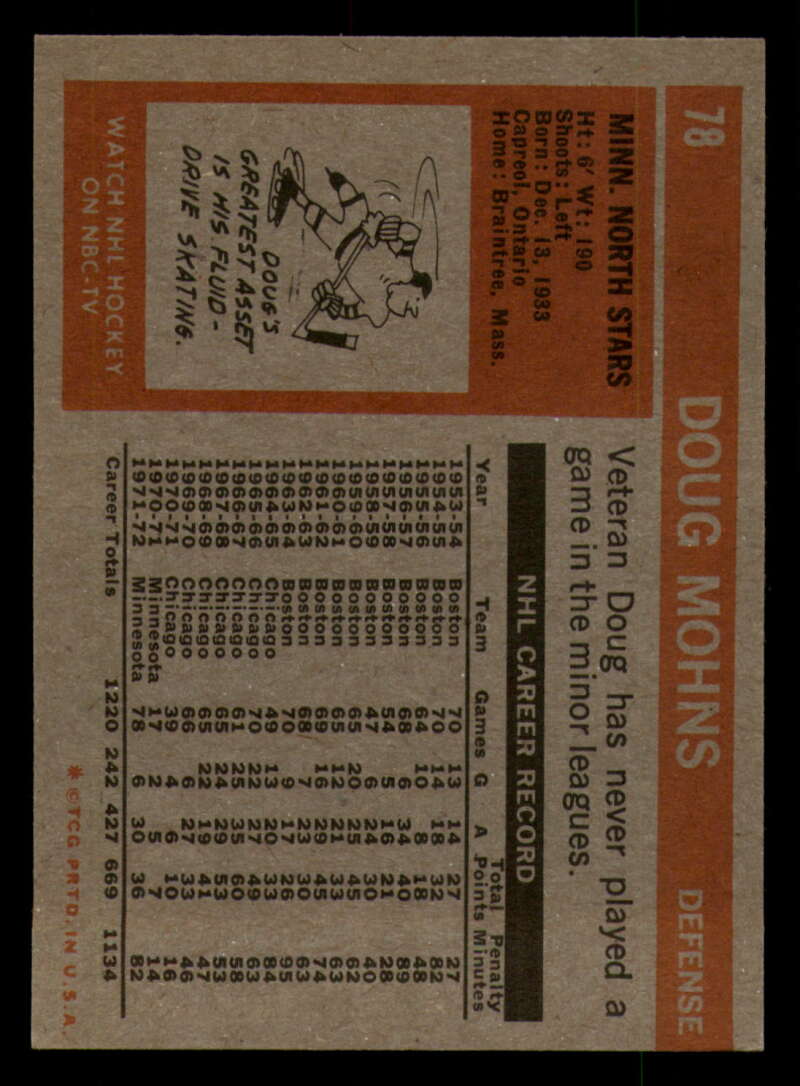 78 DOUG MOHNS DEFENSE
MINN. NORTH STARS
Ht: 6' Wt: 190
Shoots: Left
Born: Dec. 13, 1933
Capreol, Ontario
Home: Braintree, Mass.
DOUG'S
GREATEST ASSET
IS HIS FLUID-
DRIVE SKATING.
WATCH NHL HOCKEY
ON NBC-TV
Veteran Doug has never played a
game in the minor leagues.
NHL CAREER RECORD
Total Penalty
Year Team Games G A Points Minutes
1953-54 Boston 70 13 14 27 27
1954-55 Boston 70 14 18 32 82
1955-56 Boston 64 10 8 18 48
1956-57 Boston 68 6 34 40 89
1957-58 Boston 54 5 16 21 28
1958-59 Boston 47 6 24 30 40
1959-60 Boston 65 20 25 45 62
1960-61 Boston 65 12 21 33 63
1961-62 Boston 69 16 29 45 74
1962-63 Boston 68 7 23 30 63
1963-64 Boston 70 9 17 26 95
1964-65 Chicago 49 13 20 33 84
1965-66 Chicago 70 22 27 49 63
1966-67 Chicago 61 25 35 60 58
1967-68 Chicago 65 24 29 53 53
1968-69 Chicago 65 22 19 41 47
1969-70 Chicago 66 6 27 33 46
1970-71 Chicago 39 4 6 10 16
1970-71 Minnesota 17 2 5 7 14
1971-72 Minnesota 78 6 30 36 82
Career Totals 1220 242 427 669 1134
* © TCG PRTD. IN U.S.A.